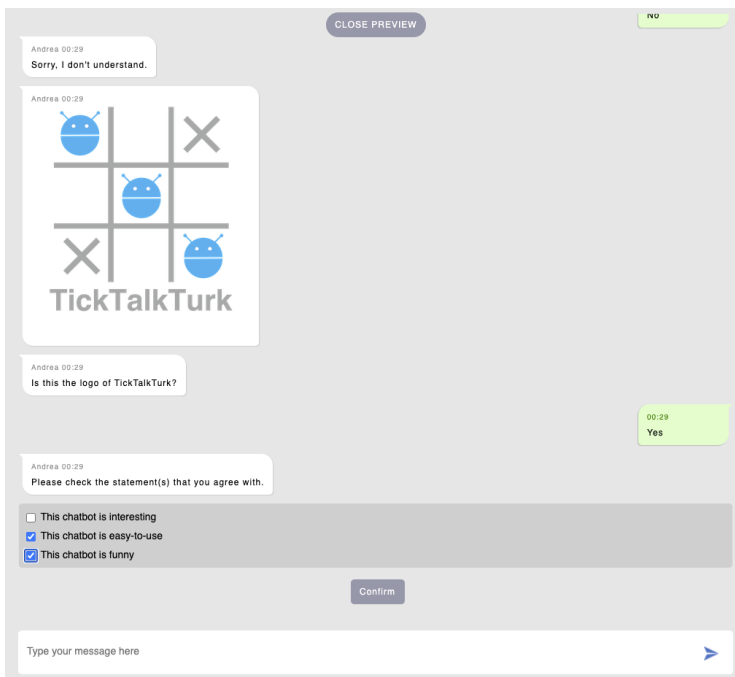 No
CLOSE PREVIEW
Andrea 00:29
Sorry, I don't understand.
Andrea 00:29
TickTalkTurk
Andrea 00:29
Is this the logo of TickTalkTurk?
00:29
Yes
Andrea 00:29
Please check the statement(s) that you agree with.
This chatbot is interesting
This chatbot is easy-to-use
This chatbot is funny
Confirm
Type your message here